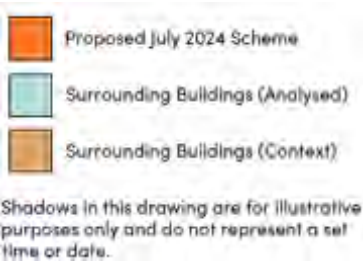 Proposed July 2024 Scheme
Surrounding Buildings (Analysed)
Surrounding Buildings (Context)
Shadows in this drawing are for illustrative
purposes only and do not represent a set
time or date.